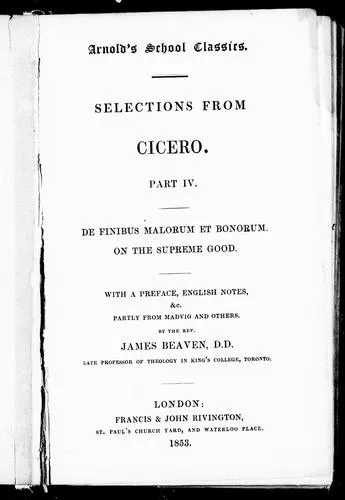 Arnold's School Classics.
SELECTIONS FROM
CICERO.
PART IV.
DE FINIBUS MALORUM ET BONORUM.
ON THE SUPREME GOOD.
WITH A PREFACE, ENGLISH NOTES,
&c.
PARTLY FROM MADVIG AND OTHERS.
BY THE REV.
JAMES BEAVEN, D.D.
LATE PROFESSOR OF THEOLOGY IN KING'S COLLEGE, TORONTO.
LONDON:
FRANCIS & JOHN RIVINGTON,
ST. PAUL'S CHURCH YARD, AND WATERLOO PLACE.
1853.